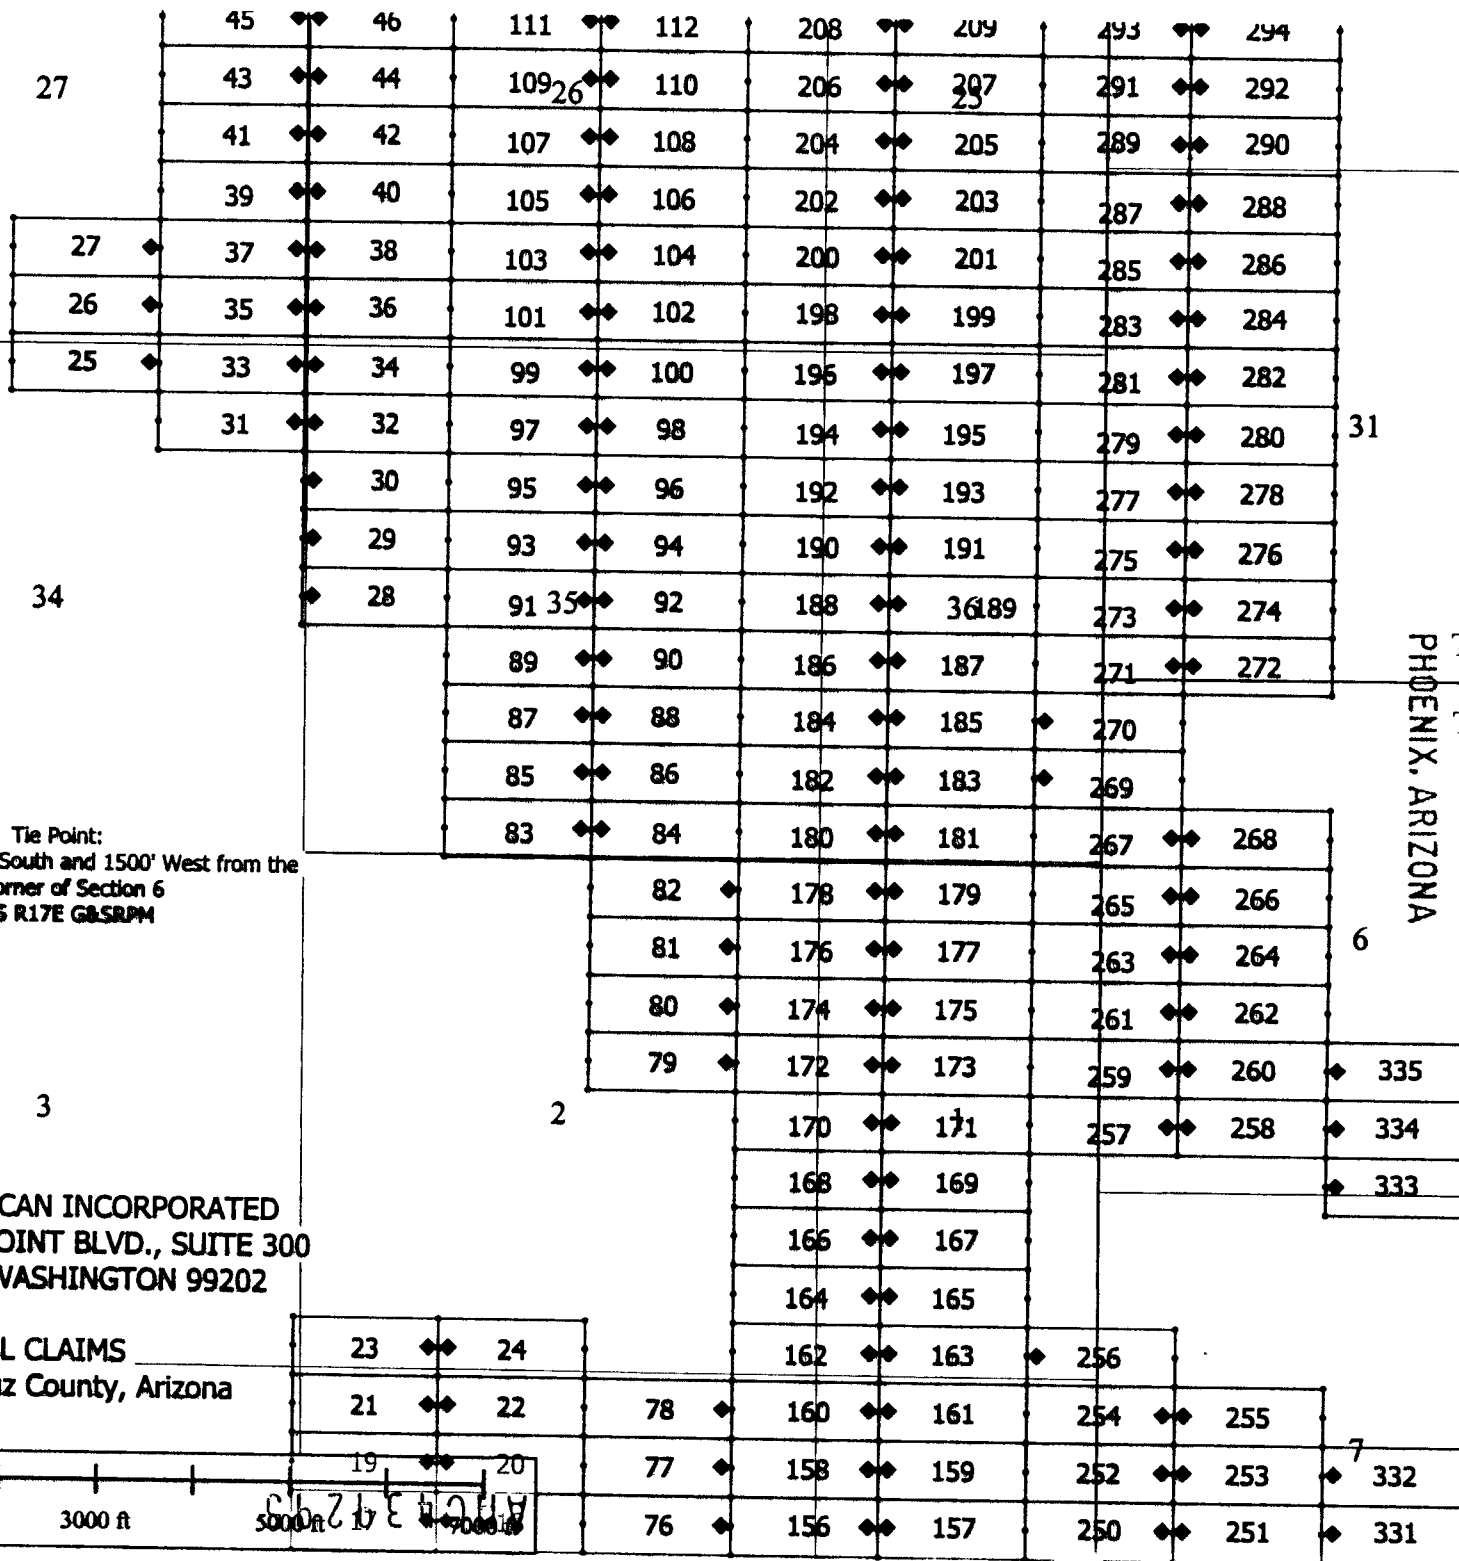 45 46 111 112 208 209 293 294
27 43 44 109 26 110 206 207 25 291 292
41 42 107 108 204 205 289 290
39 40 105 106 202 203 287 288
27 37 38 103 104 200 201 285 286
26 35 36 101 102 198 199 283 284
25 33 34 99 100 196 197 281 282
31 32 97 98 194 195 279 280 31
30 95 96 192 193 277 278
29 93 94 190 191 275 276
34 28 91 35 92 188 36 189 273 274
89 90 186 187 271 272
87 88 184 185 270
85 86 182 183 269
83 84 180 181 267 268
PHOENIX, ARIZONA
Tie Point:
South and 1500' West from the
orner of Section 6
S R17E G&SRPM
82 178 179 265 266
81 176 177 263 264 6
80 174 175 261 262
79 172 173 259 260 335
3 2 170 171 1 257 258 334
168 169 333
166 167
164 165
CAN INCORPORATED
OINT BLVD., SUITE 300
WASHINGTON 99202
L CLAIMS
uz County, Arizona
23 24 162 163 256
21 22 78 160 161 254 255
19 20 77 158 159 252 253 7 332
17 76 156 157 250 251 331
3000 ft 5000 ft 7000 ft